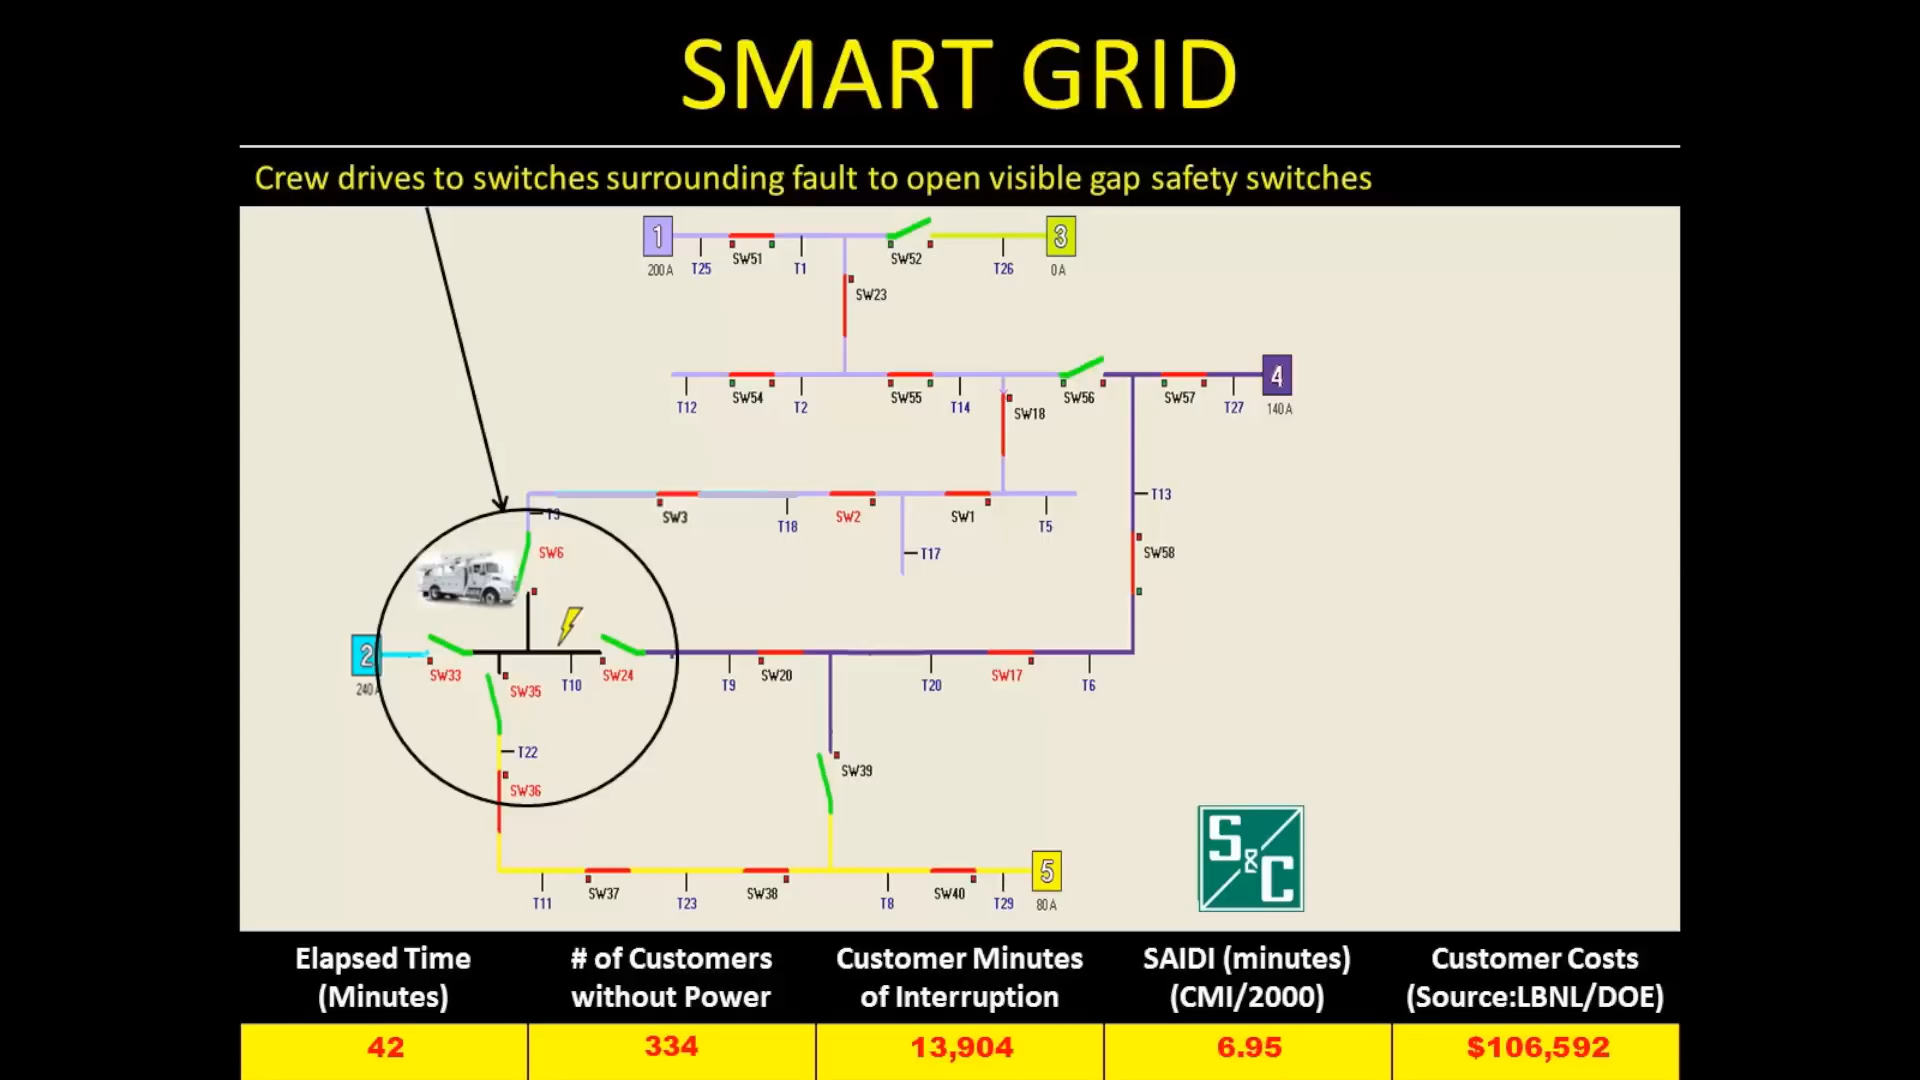 SMART GRID
Crew drives to switches surrounding fault to open visible gap safety switches
1
3
200A
T25
SW51
T1
SW52
T26
0A
SW23
4
T12
SW54
T2
SW55
T14
SW18
SW56
SW57
T27
140A
T3
SW3
T18
SW2
SW1
T5
T13
SW6
T17
SW58
2
240A
SW33
SW35
T10
SW24
T9
SW20
T20
SW17
T6
T22
SW36
SW39
S&C
5
T11
SW37
T23
SW38
T8
SW40
T29
80A
Elapsed Time
(Minutes)
# of Customers
without Power
Customer Minutes
of Interruption
SAIDI (minutes)
(CMI/2000)
Customer Costs
(Source:LBNL/DOE)
42
334
13,904
6.95
$106,592